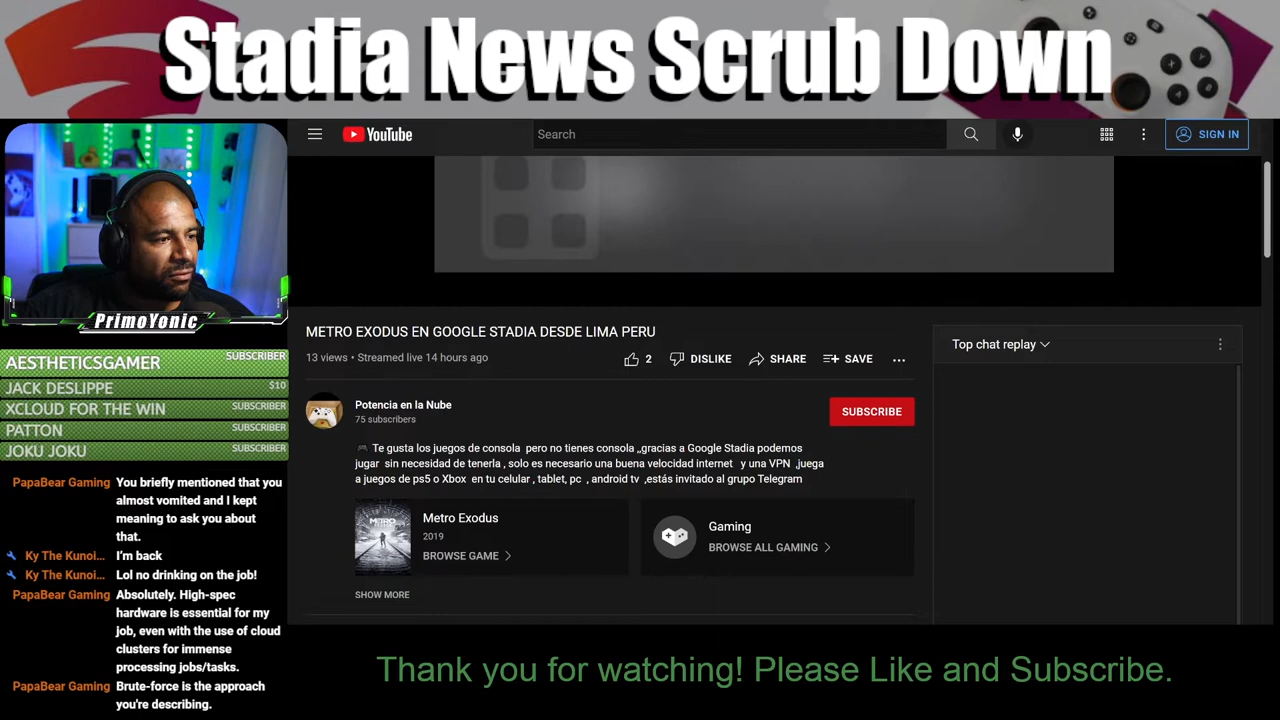 Stadia News Scrub Down
YouTube
Search
SIGN IN
PrimoYonic
AESTHETICSGAMER SUBSCRIBER
JACK DESLIPPE $10
XCLOUD FOR THE WIN SUBSCRIBER
PATTON SUBSCRIBER
JOKU JOKU SUBSCRIBER
PapaBear Gaming You briefly mentioned that you
almost vomited and I kept
meaning to ask you about
that.
Ky The Kunoi... I'm back
Ky The Kunoi... Lol no drinking on the job!
PapaBear Gaming Absolutely. High-spec
hardware is essential for my
job, even with the use of cloud
clusters for immense
processing jobs/tasks.
PapaBear Gaming Brute-force is the approach
you're describing.
METRO EXODUS EN GOOGLE STADIA DESDE LIMA PERU
13 views • Streamed live 14 hours ago
2 DISLIKE SHARE SAVE ...
Potencia en la Nube
75 subscribers
SUBSCRIBE
🎮 Te gusta los juegos de consola pero no tienes consola ,,gracias a Google Stadia podemos
jugar sin necesidad de tenerla , solo es necesario una buena velocidad internet y una VPN ,juega
a juegos de ps5 o Xbox en tu celular , tablet, pc , android tv ,estás invitado al grupo Telegram
METRO
Metro Exodus
2019
BROWSE GAME
Gaming
BROWSE ALL GAMING
SHOW MORE
Top chat replay
Thank you for watching! Please Like and Subscribe.